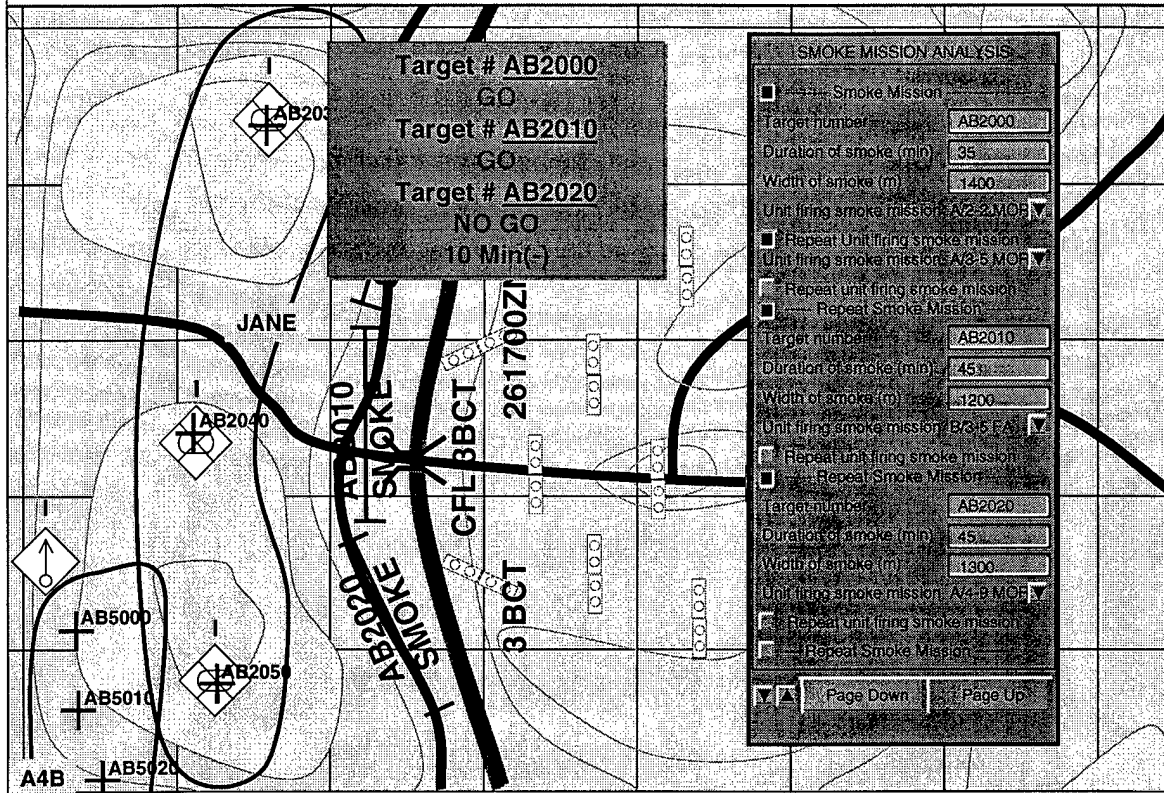 Target # AB2000
GO
Target # AB2010
GO
Target # AB2020
NO GO
10 Min(-)
SMOKE MISSION ANALYSIS
Smoke Mission
Target number AB2000
Duration of smoke (min) 35
Width of smoke (m) 1400
Unit firing smoke mission A/2-2 MOR
Repeat Unit firing smoke mission
Unit firing smoke mission A/3-5 MOR
Repeat unit firing smoke mission
Repeat Smoke Mission
Target number AB2010
Duration of smoke (min) 45
Width of smoke (m) 1200
Unit firing smoke mission B/3-5 FA
Repeat unit firing smoke mission
Repeat Smoke Mission
Target number AB2020
Duration of smoke (min) 45
Width of smoke (m) 1300
Unit firing smoke mission A/4-9 MOR
Repeat unit firing smoke mission
Repeat Smoke Mission
Page Down Page Up
AB203
JANE
AB2040
AB2010
SMOKE
CFL 3BCT
261700Z
AB2020
SMOKE
3 BCT
AB5000
AB2050
AB5010
AB5020
A4B